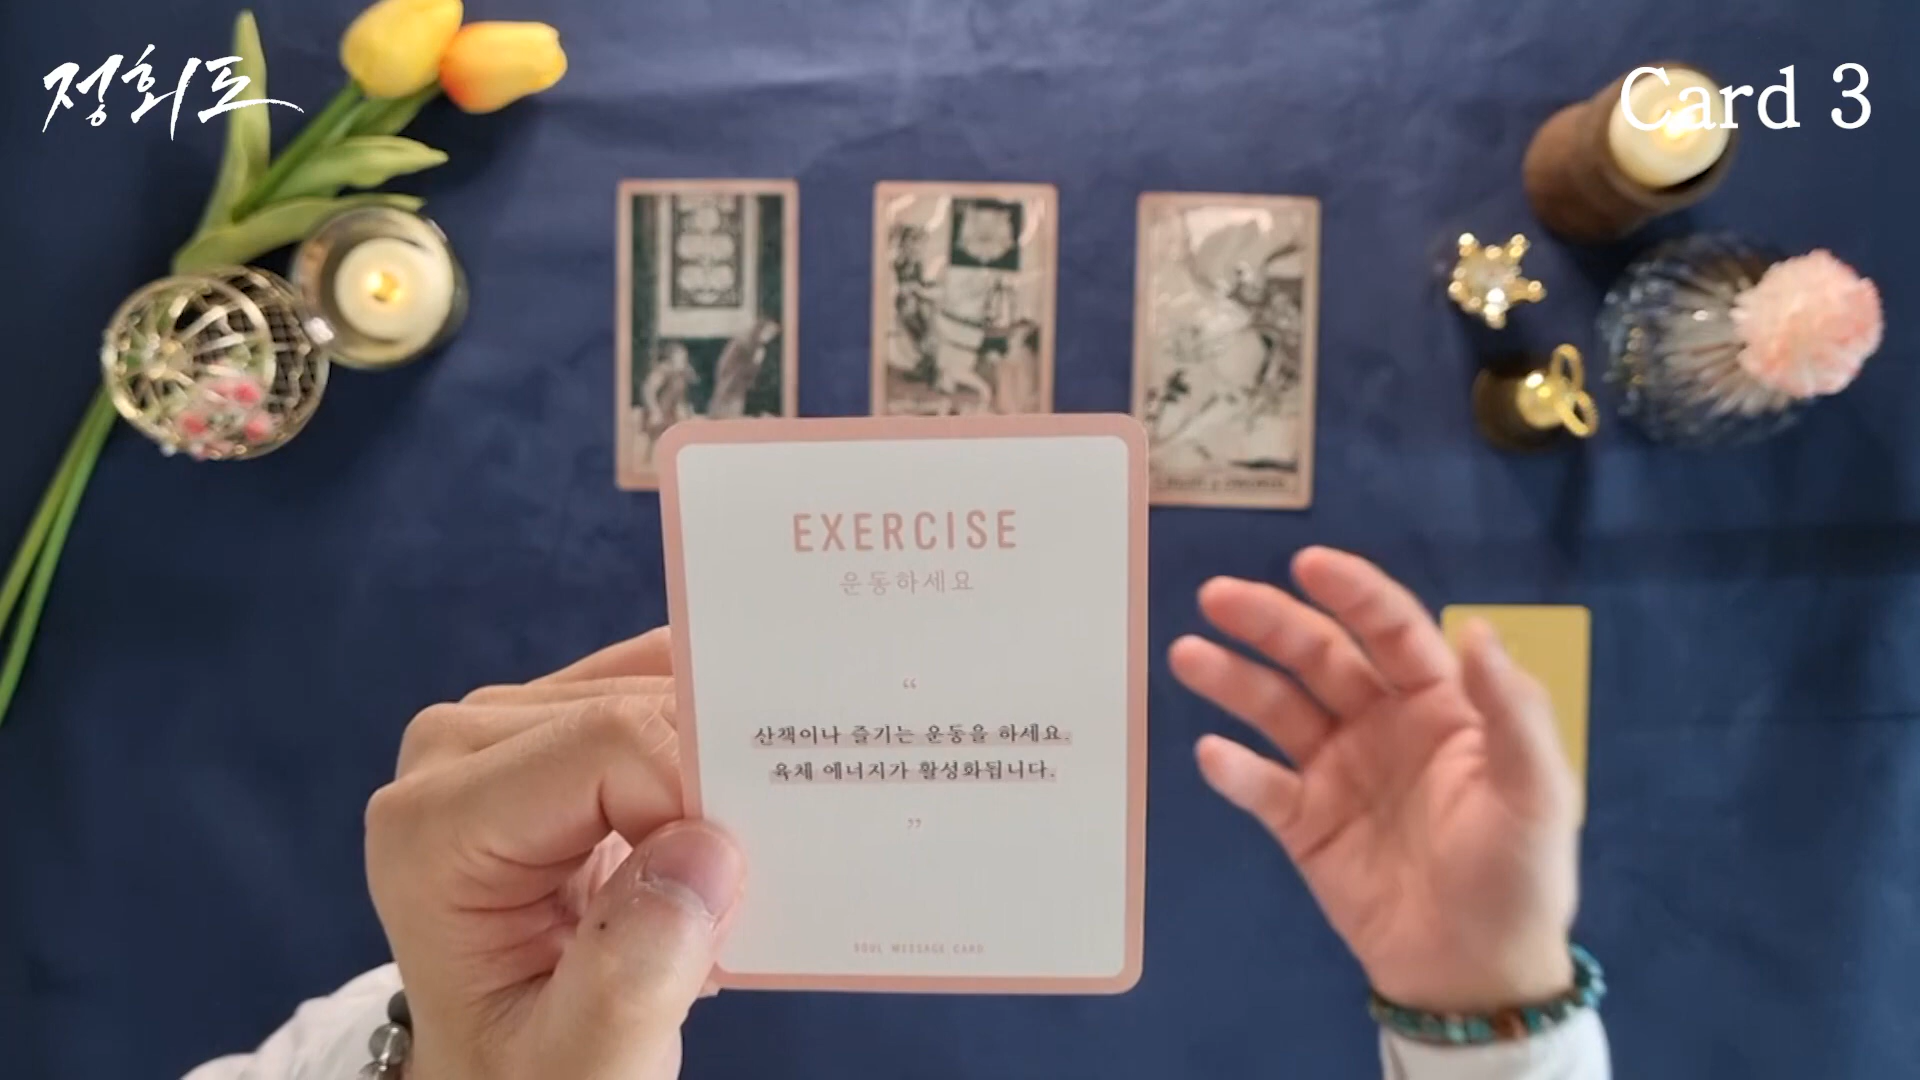 정회도
Card 3
EXERCISE
운동하세요
“
산책이나 즐기는 운동을 하세요.
육체 에너지가 활성화됩니다.
”
SOUL MESSAGE CARD